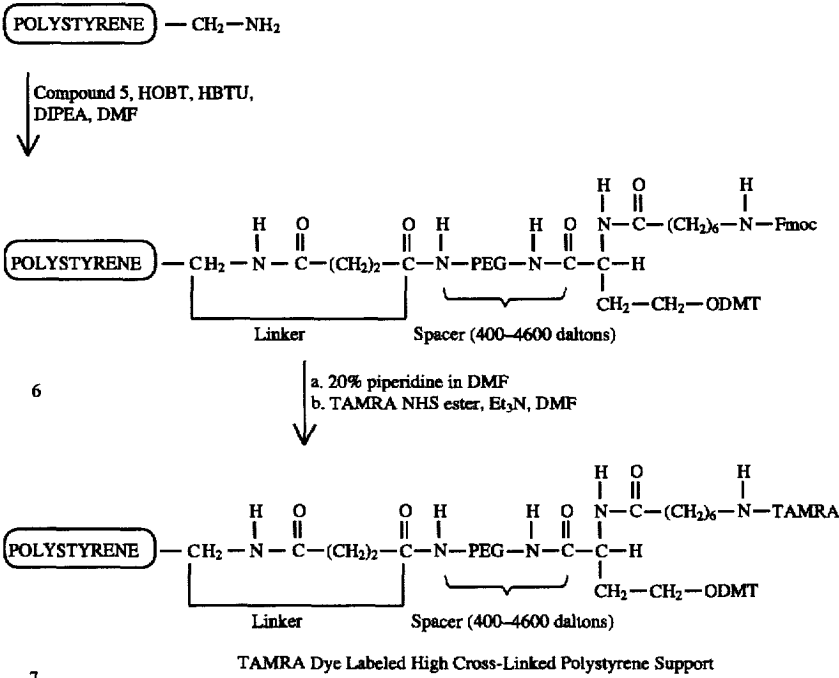 POLYSTYRENE — CH₂—NH₂
Compound 5, HOBT, HBTU,
DIPEA, DMF
H O
H O O H H O N—C—(CH₂)₆—N—Fmoc
H
POLYSTYRENE — CH₂—N—C—(CH₂)₂—C—N—PEG—N—C—C—H
CH₂—CH₂—ODMT
Linker Spacer (400–4600 daltons)
6
a. 20% piperidine in DMF
b. TAMRA NHS ester, Et₃N, DMF
H O H
H O O H H O N—C—(CH₂)₆—N—TAMRA
POLYSTYRENE — CH₂—N—C—(CH₂)₂—C—N—PEG—N—C—C—H
CH₂—CH₂—ODMT
Linker Spacer (400–4600 daltons)
TAMRA Dye Labeled High Cross-Linked Polystyrene Support
7